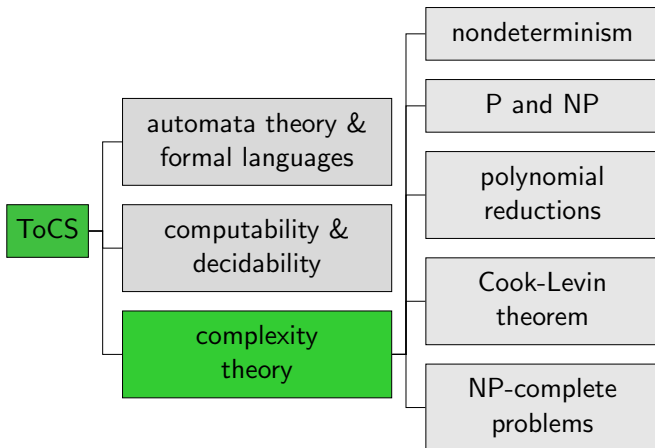 ToCS
automata theory &
formal languages
computability &
decidability
complexity
theory
nondeterminism
P and NP
polynomial
reductions
Cook-Levin
theorem
NP-complete
problems